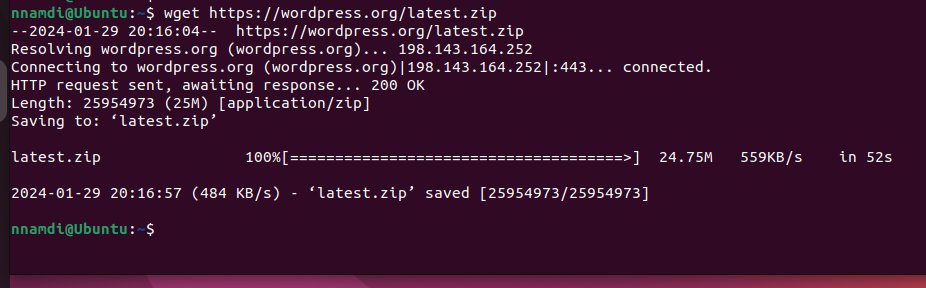 nnamdi@Ubuntu:~$ wget https://wordpress.org/latest.zip
--2024-01-29 20:16:04--  https://wordpress.org/latest.zip
Resolving wordpress.org (wordpress.org)... 198.143.164.252
Connecting to wordpress.org (wordpress.org)|198.143.164.252|:443... connected.
HTTP request sent, awaiting response... 200 OK
Length: 25954973 (25M) [application/zip]
Saving to: ‘latest.zip’
latest.zip                100%[=====================================>]  24.75M   559KB/s    in 52s
2024-01-29 20:16:57 (484 KB/s) - ‘latest.zip’ saved [25954973/25954973]
nnamdi@Ubuntu:~$